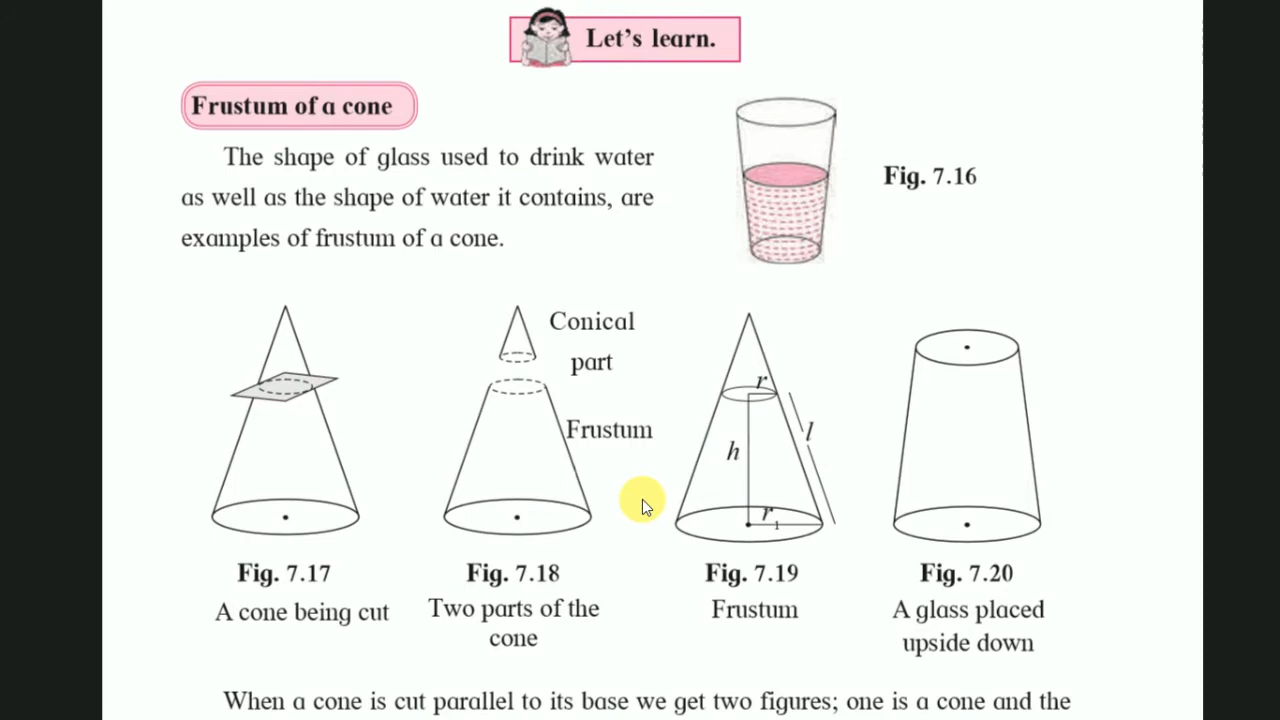 Let's learn.
Frustum of a cone
The shape of glass used to drink water
as well as the shape of water it contains, are
examples of frustum of a cone.
Fig. 7.16
Conical
part
Frustum
r
h
l
r₁
Fig. 7.17
A cone being cut
Fig. 7.18
Two parts of the
cone
Fig. 7.19
Frustum
Fig. 7.20
A glass placed
upside down
When a cone is cut parallel to its base we get two figures; one is a cone and the